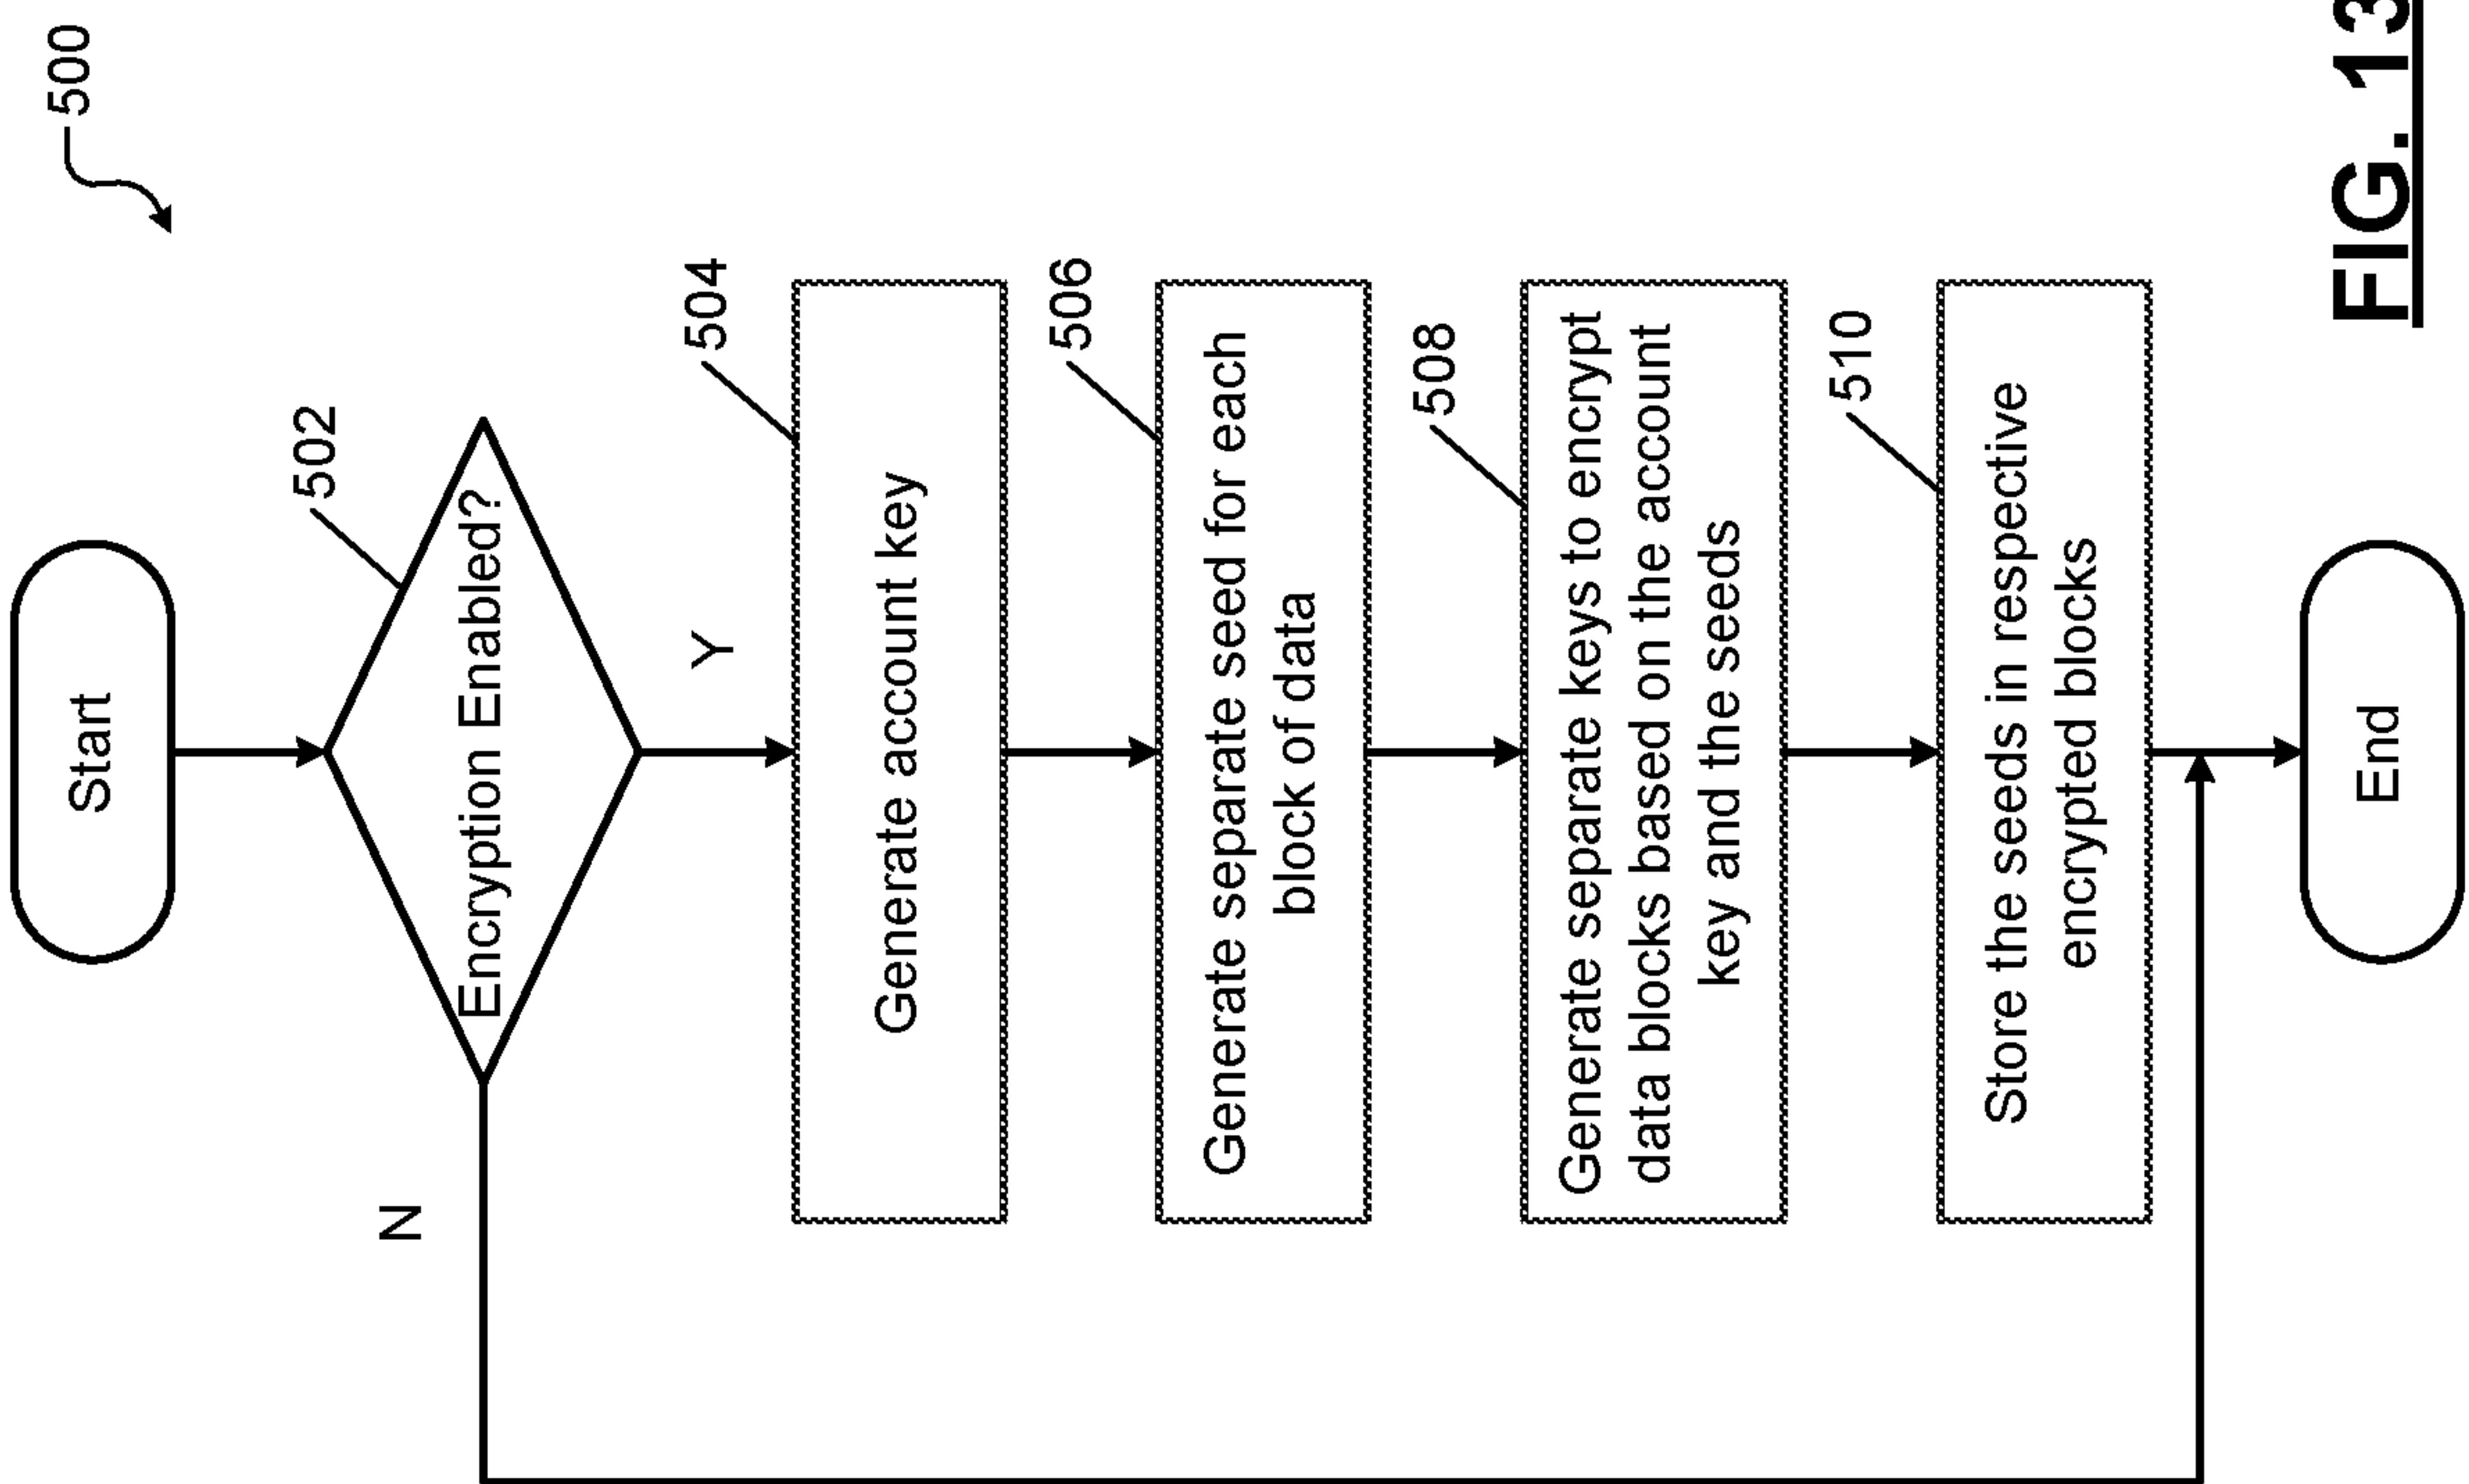 500
Start
502
Encryption Enabled?
N
Y
504
Generate account key
506
Generate separate seed for each
block of data
508
Generate separate keys to encrypt
data blocks based on the account
key and the seeds
510
Store the seeds in respective
encrypted blocks
End
FIG. 13